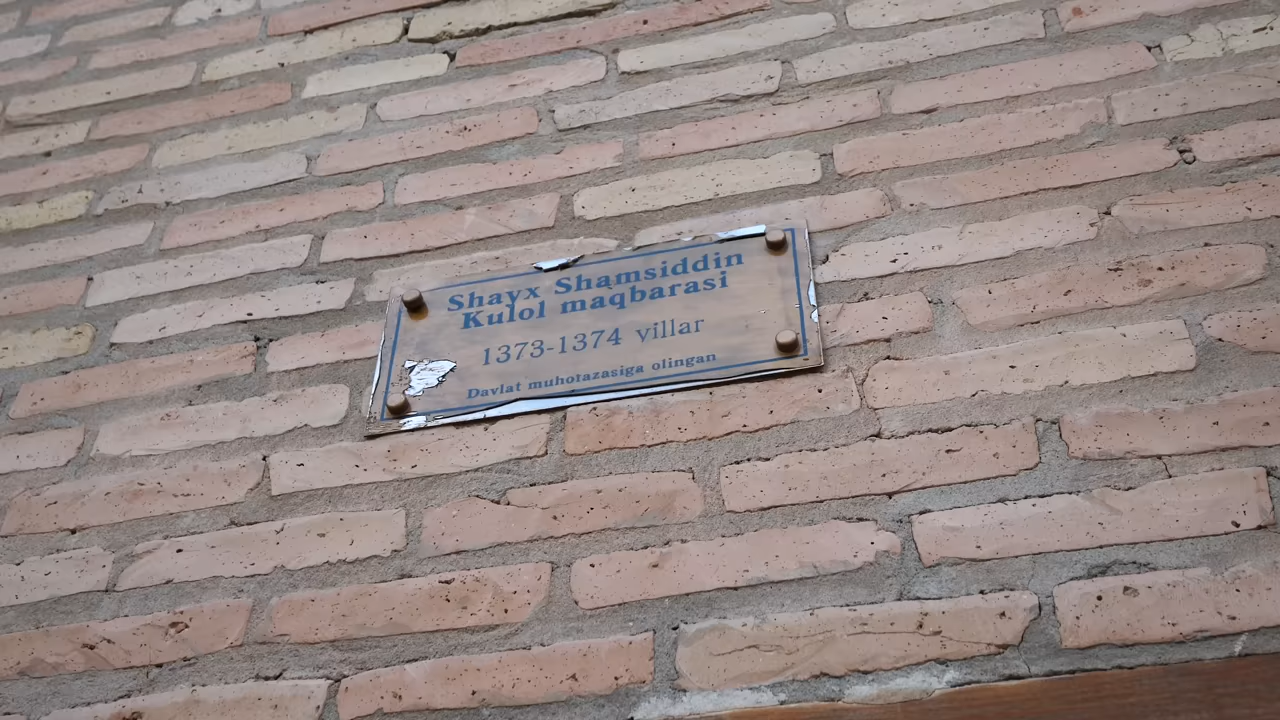 Shayx Shamsiddin
Kulol maqbarasi
1373-1374 yillar
Davlat muhofazasiga olingan